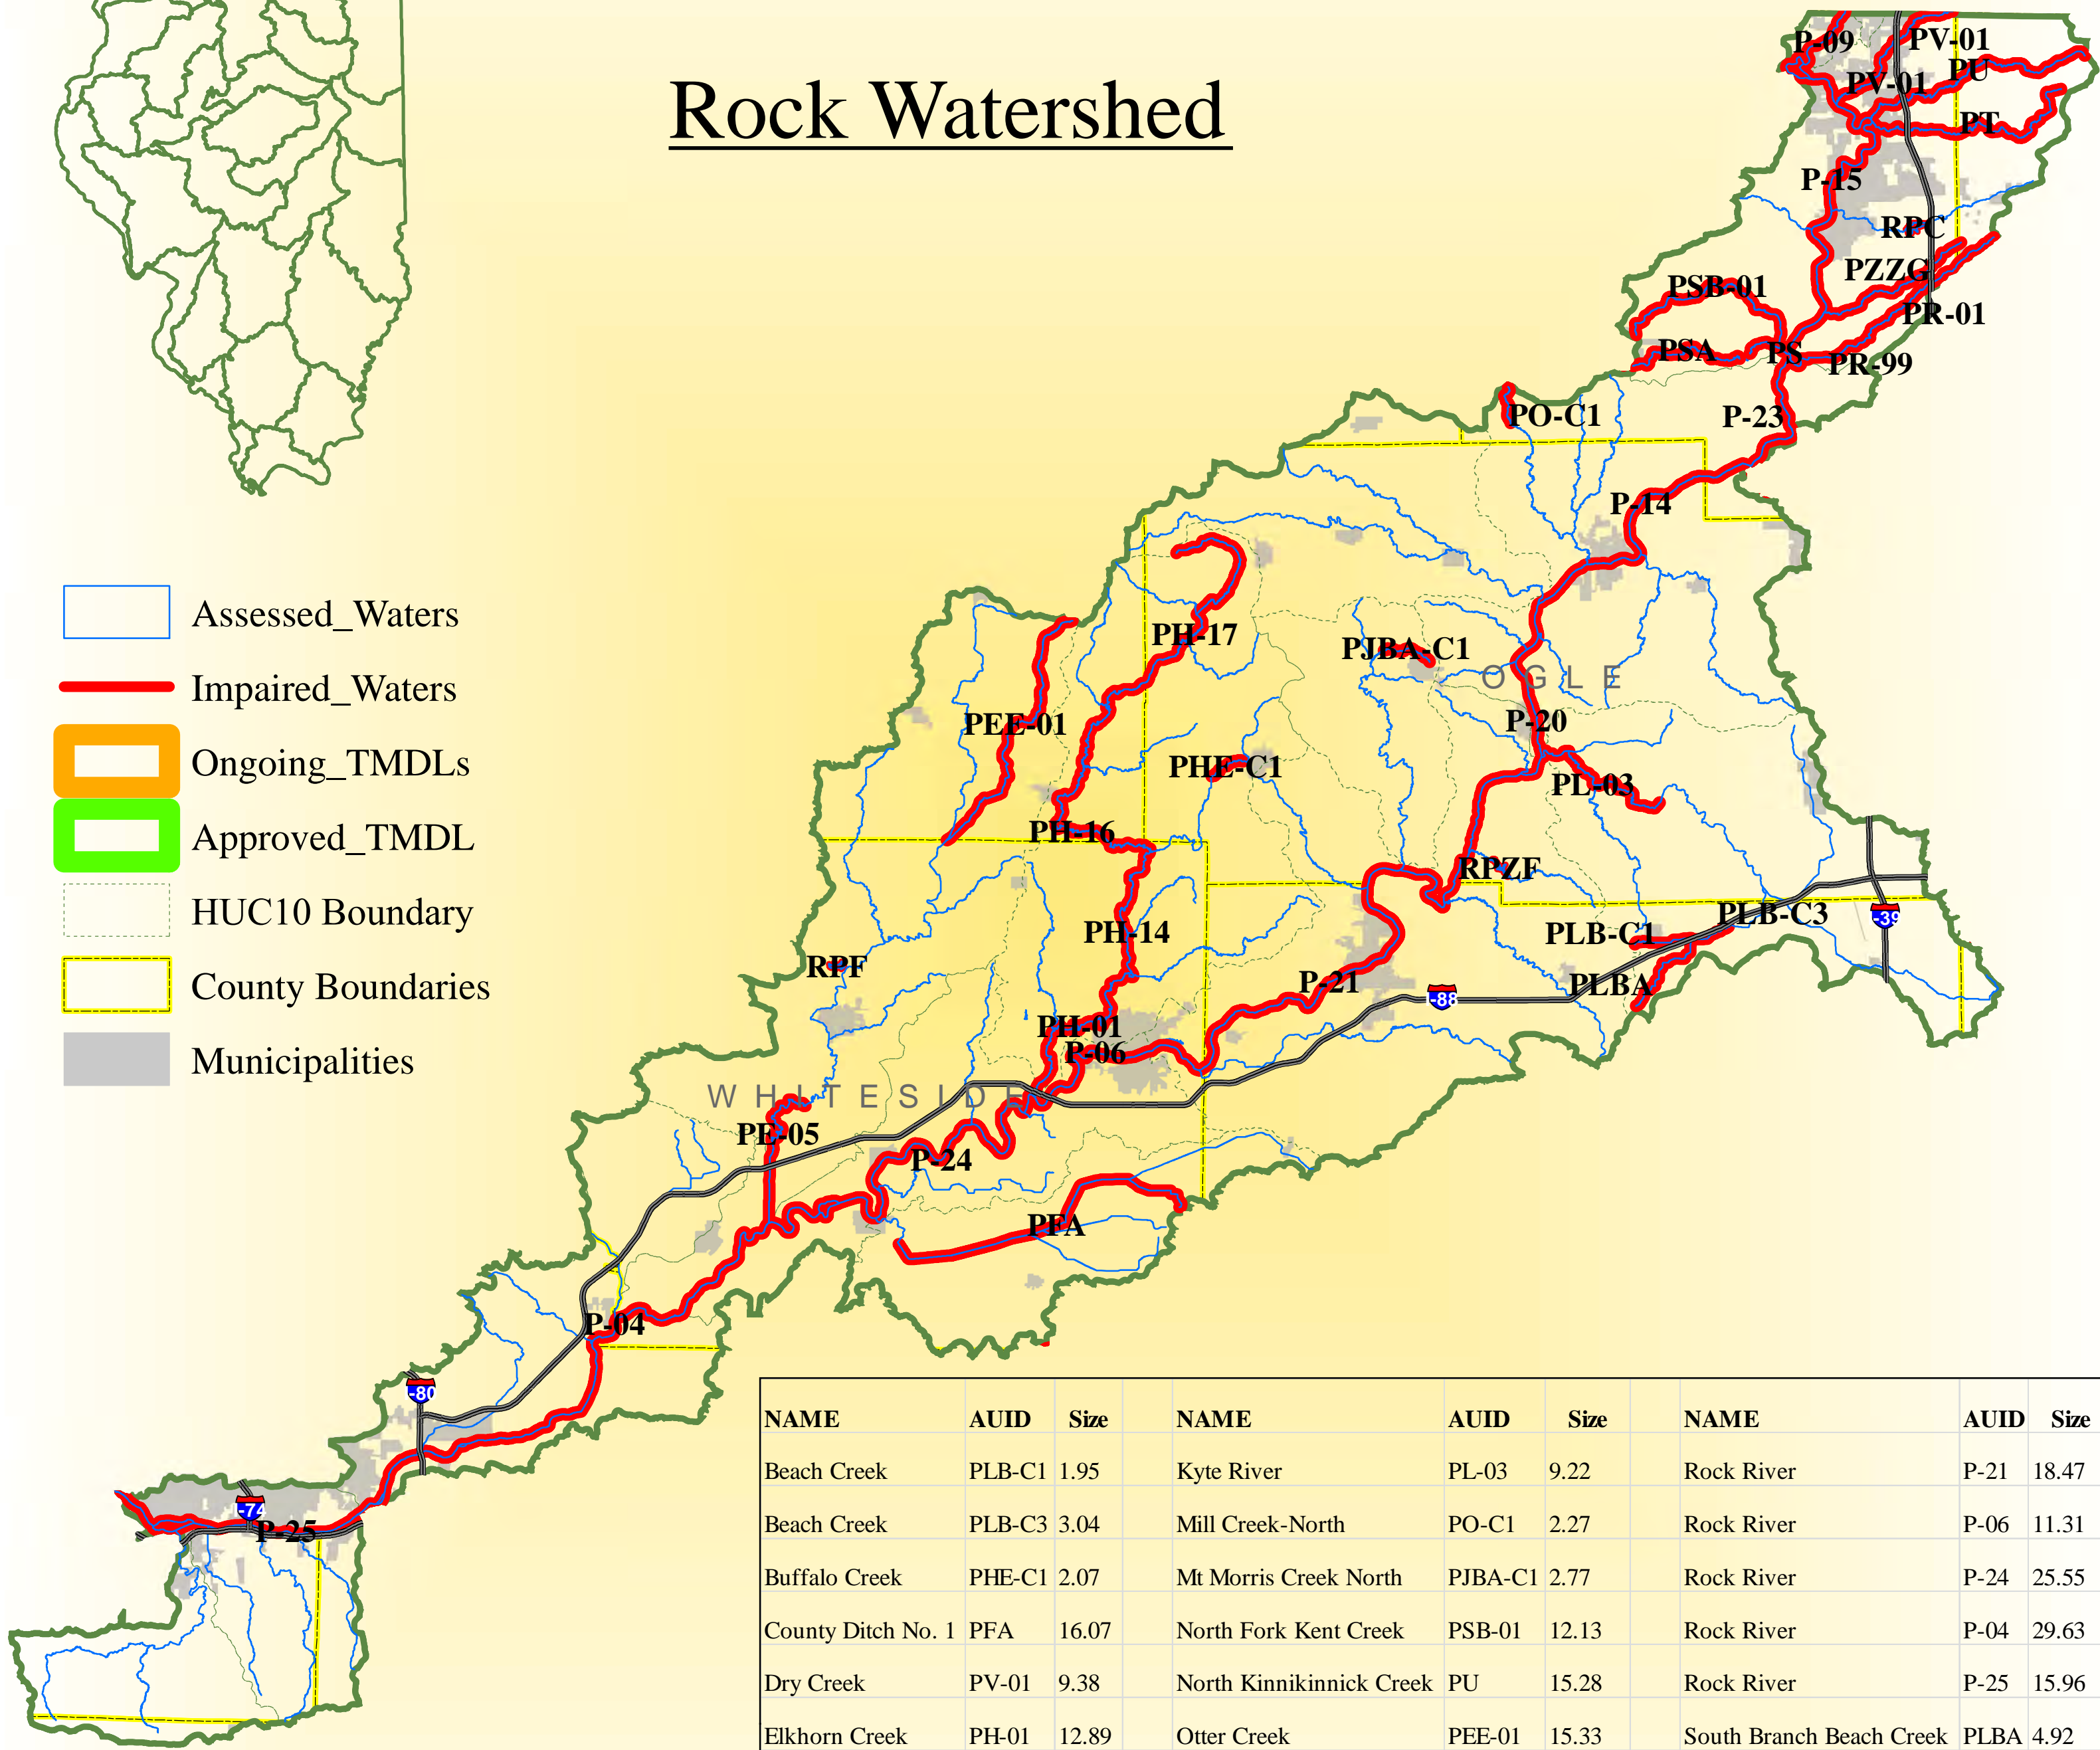 Rock Watershed
P-09
PV-01
PU
PV-01
PT
P-15
RPC
PZZG
PSB-01
PR-01
PSA
PS
PR-99
PO-C1
P-23
P-14
PH-17
PJBA-C1
OGLE
PEE-01
P-20
PHE-C1
PL-03
PH-16
RPZF
PLB-C3
-39
PH-14
PLB-C1
RPF
P-21
PLBA
-88
PH-01
P-06
WHITESIDE
PE-05
P-24
PFA
P-04
-80
-74
P-25
Assessed_Waters
Impaired_Waters
Ongoing_TMDLs
Approved_TMDL
HUC10 Boundary
County Boundaries
Municipalities
NAME AUID Size NAME AUID Size NAME AUID Size
Beach Creek PLB-C1 1.95 Kyte River PL-03 9.22 Rock River P-21 18.47
Beach Creek PLB-C3 3.04 Mill Creek-North PO-C1 2.27 Rock River P-06 11.31
Buffalo Creek PHE-C1 2.07 Mt Morris Creek North PJBA-C1 2.77 Rock River P-24 25.55
County Ditch No. 1 PFA 16.07 North Fork Kent Creek PSB-01 12.13 Rock River P-04 29.63
Dry Creek PV-01 9.38 North Kinnikinnick Creek PU 15.28 Rock River P-25 15.96
Elkhorn Creek PH-01 12.89 Otter Creek PEE-01 15.33 South Branch Beach Creek PLBA 4.92